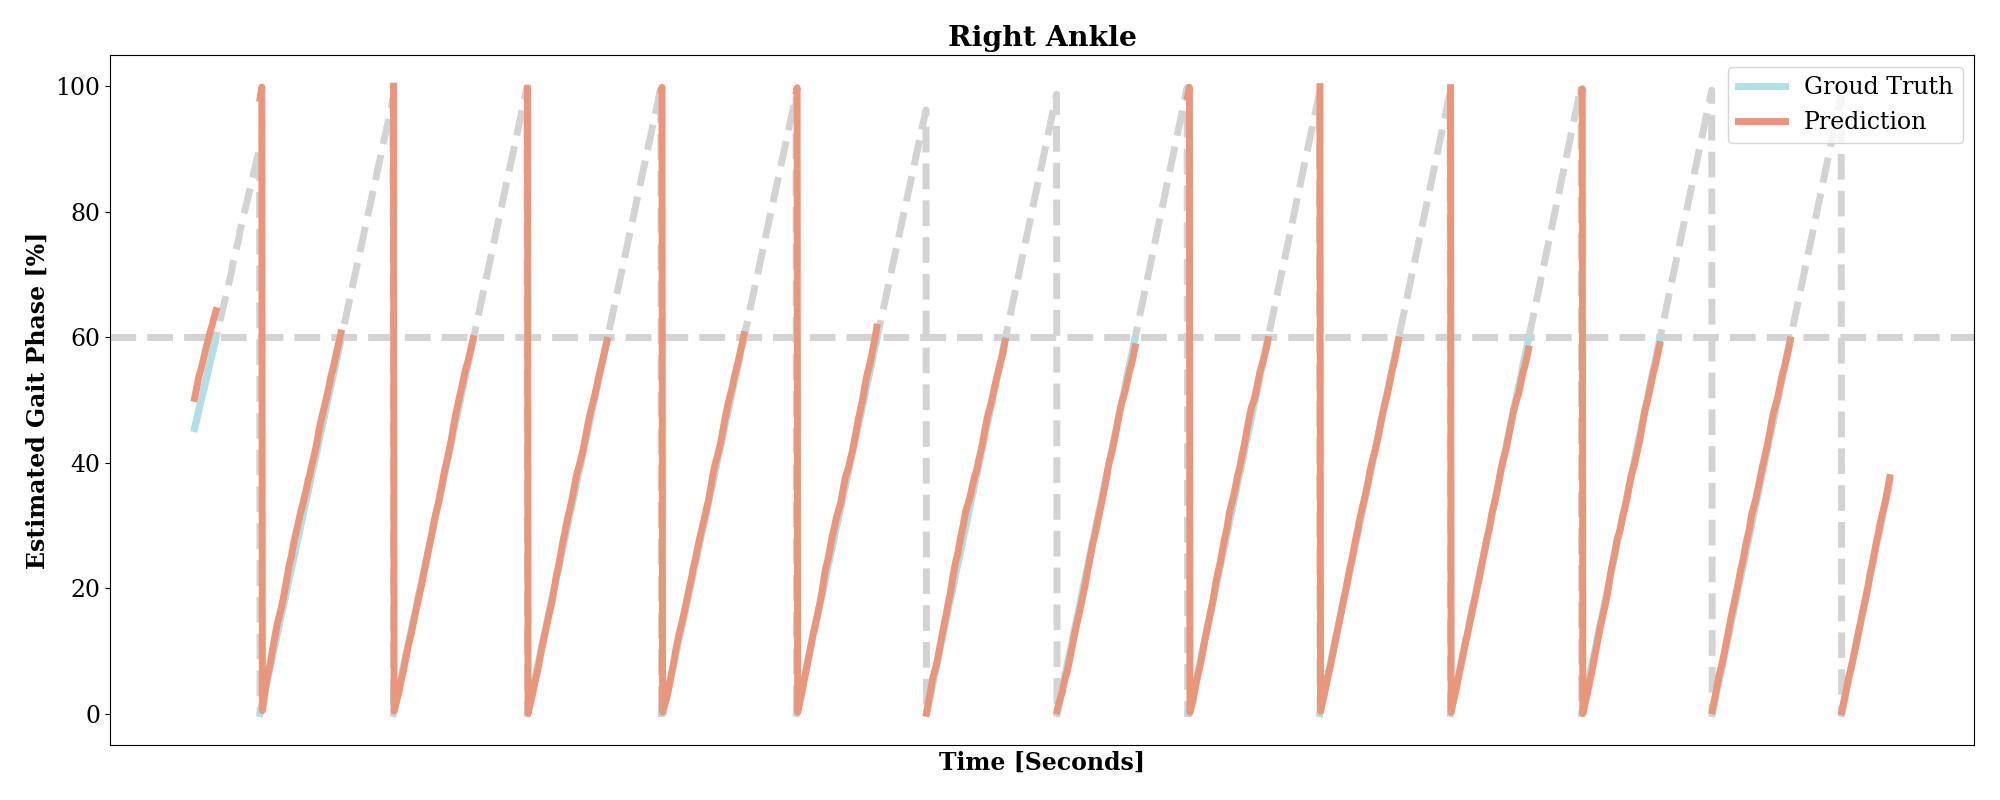 Right Ankle
Groud Truth
Prediction
Estimated Gait Phase [%]
100
80
60
40
20
0
Time [Seconds]